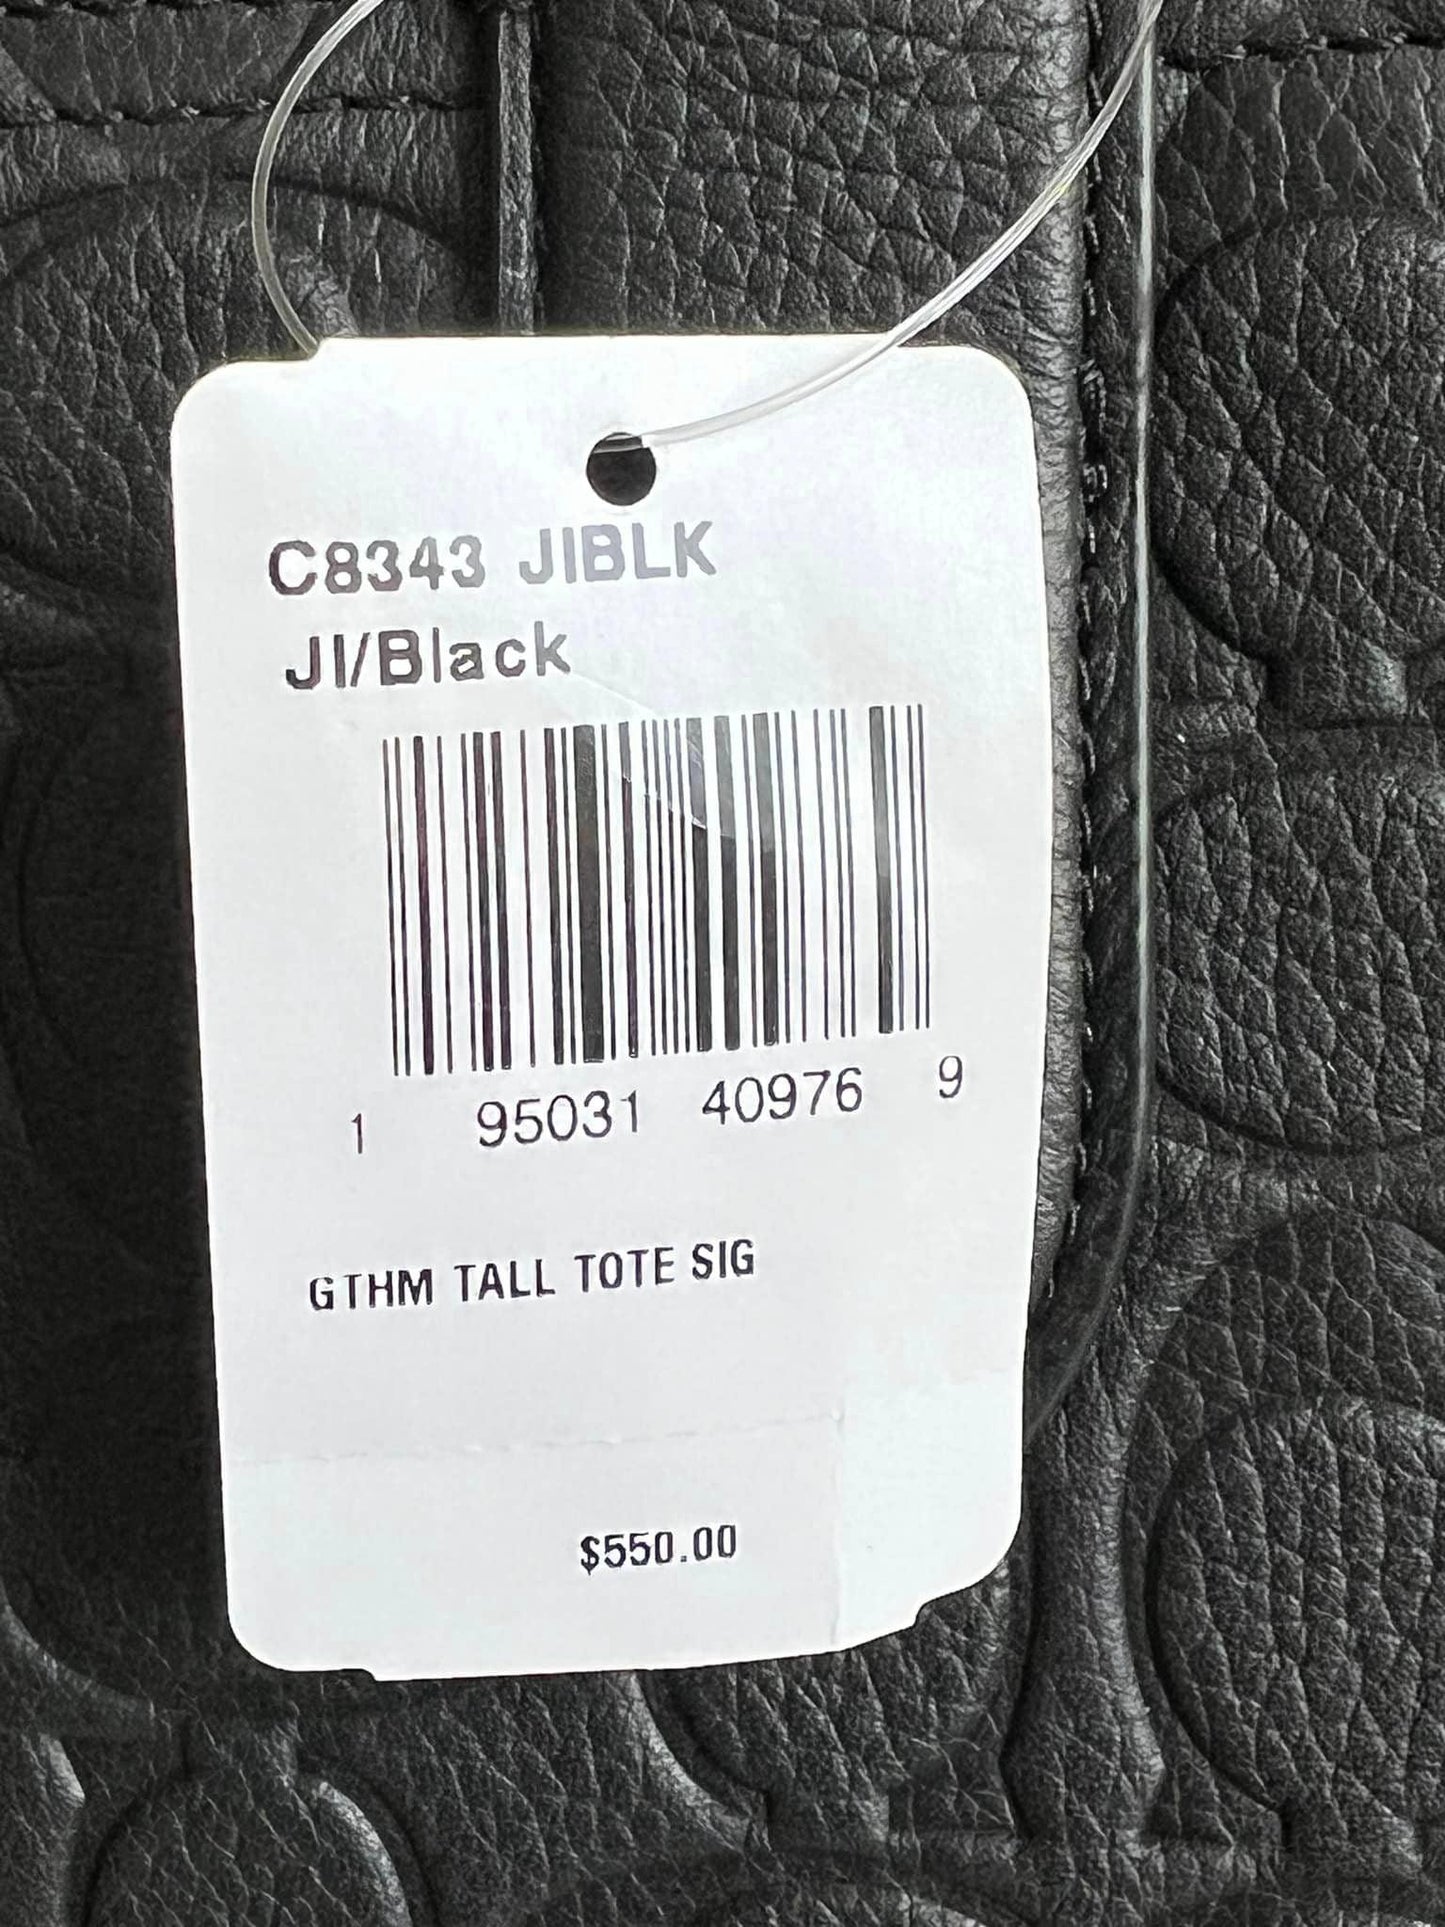 C8343 JIBLK
JI/Black
1 95031 40976 9
GTHM TALL TOTE SIG
$550.00